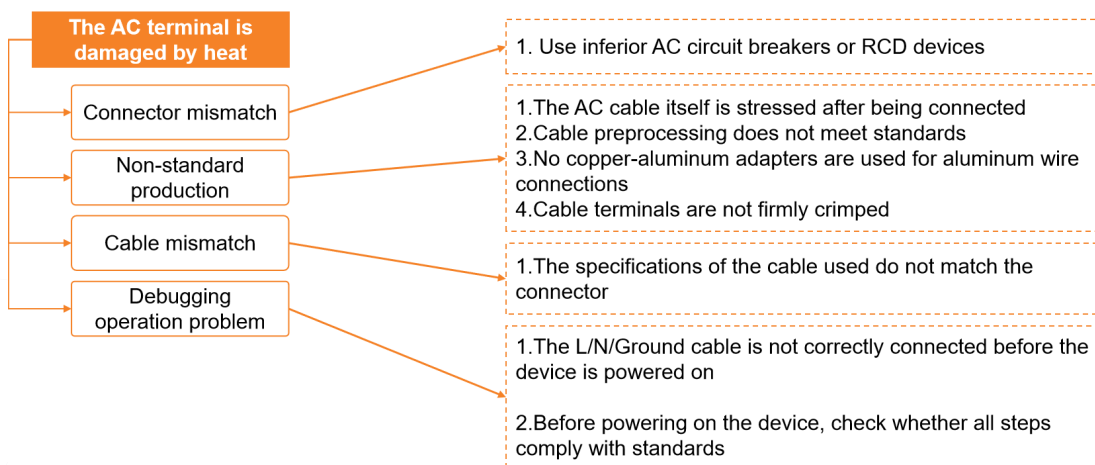 The AC terminal is
damaged by heat
Connector mismatch
Non-standard
production
Cable mismatch
Debugging
operation problem
1. Use inferior AC circuit breakers or RCD devices
1.The AC cable itself is stressed after being connected
2.Cable preprocessing does not meet standards
3.No copper-aluminum adapters are used for aluminum wire
connections
4.Cable terminals are not firmly crimped
1.The specifications of the cable used do not match the
connector
1.The L/N/Ground cable is not correctly connected before the
device is powered on
2.Before powering on the device, check whether all steps
comply with standards